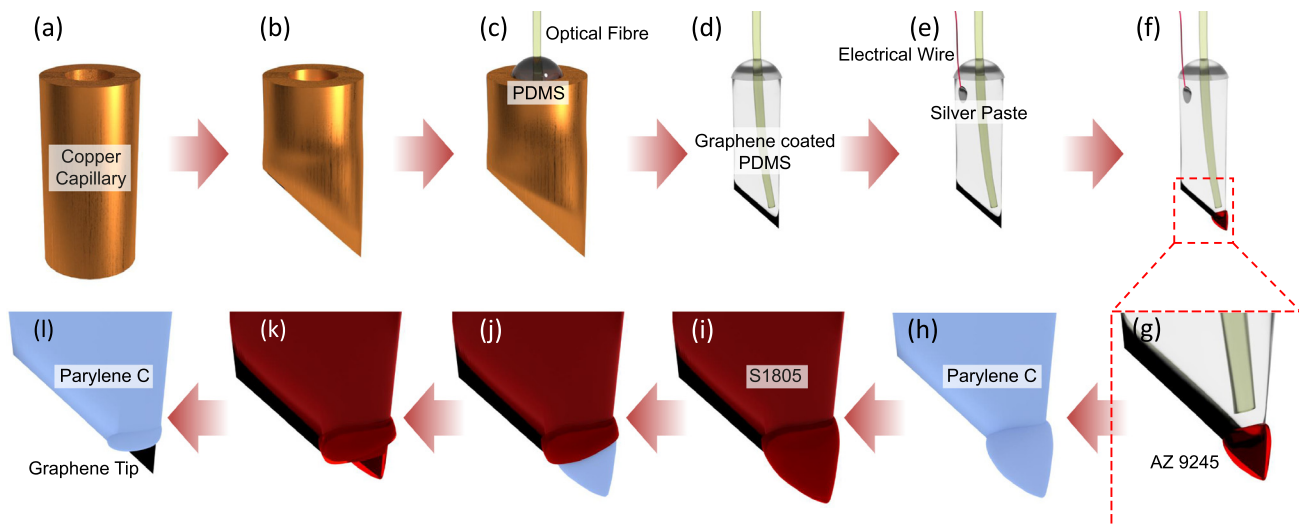 (a)
(b)
(c)
(d)
(e)
(f)
Optical Fibre
Electrical Wire
PDMS
Silver Paste
Copper
Capillary
Graphene coated
PDMS
(l)
(k)
(j)
(i)
(h)
(g)
Parylene C
S1805
Parylene C
Graphene Tip
AZ 9245